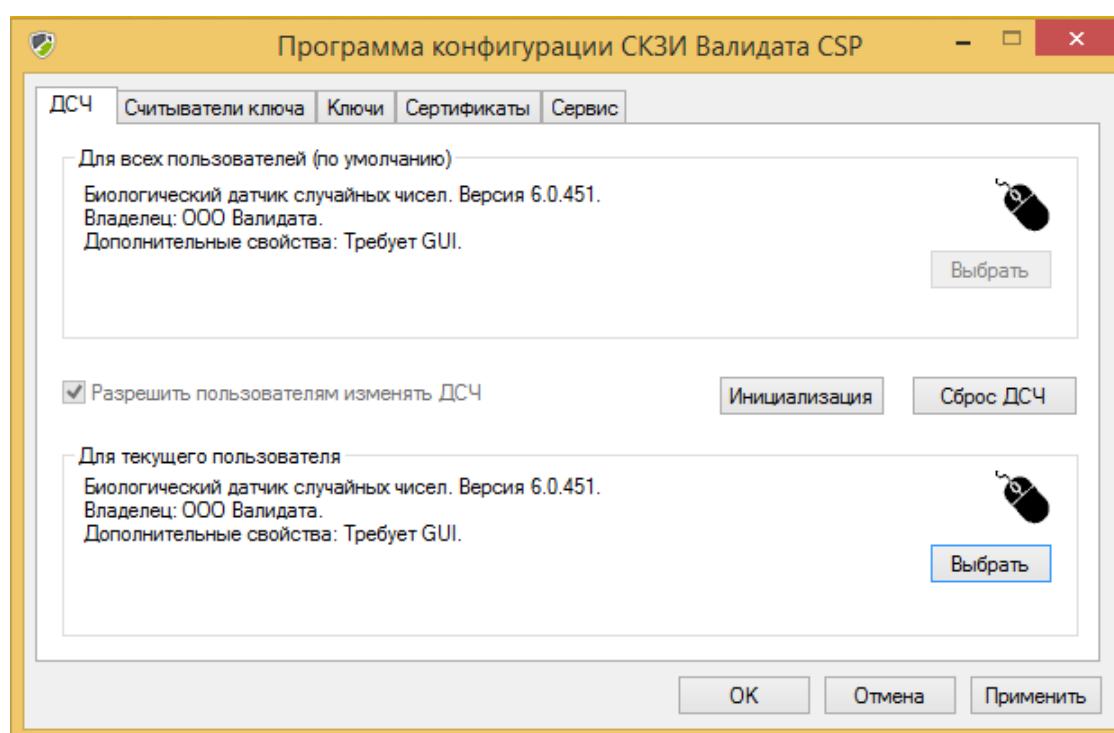 Программа конфигурации СКЗИ Валидата CSP
ДСЧ Считыватели ключа Ключи Сертификаты Сервис
Для всех пользователей (по умолчанию)
Биологический датчик случайных чисел. Версия 6.0.451.
Владелец: ООО Валидата.
Дополнительные свойства: Требует GUI.
Выбрать
Разрешить пользователям изменять ДСЧ Инициализация Сброс ДСЧ
Для текущего пользователя
Биологический датчик случайных чисел. Версия 6.0.451.
Владелец: ООО Валидата.
Дополнительные свойства: Требует GUI.
Выбрать
OK Отмена Применить